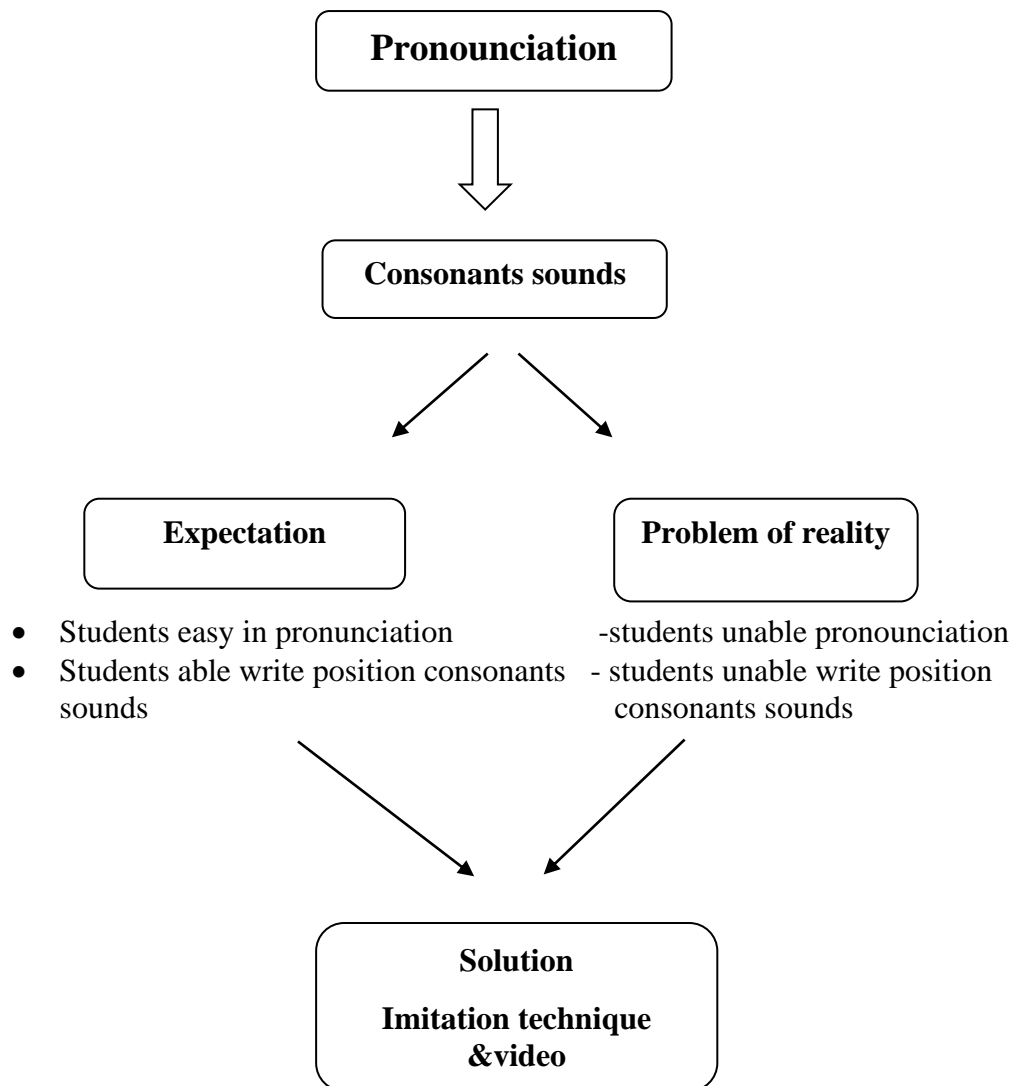 Pronounciation
Consonants sounds
Expectation
Problem of reality
• Students easy in pronunciation
• Students able write position consonants
sounds
-students unable pronounciation
- students unable write position
consonants sounds
Solution
Imitation technique
&video